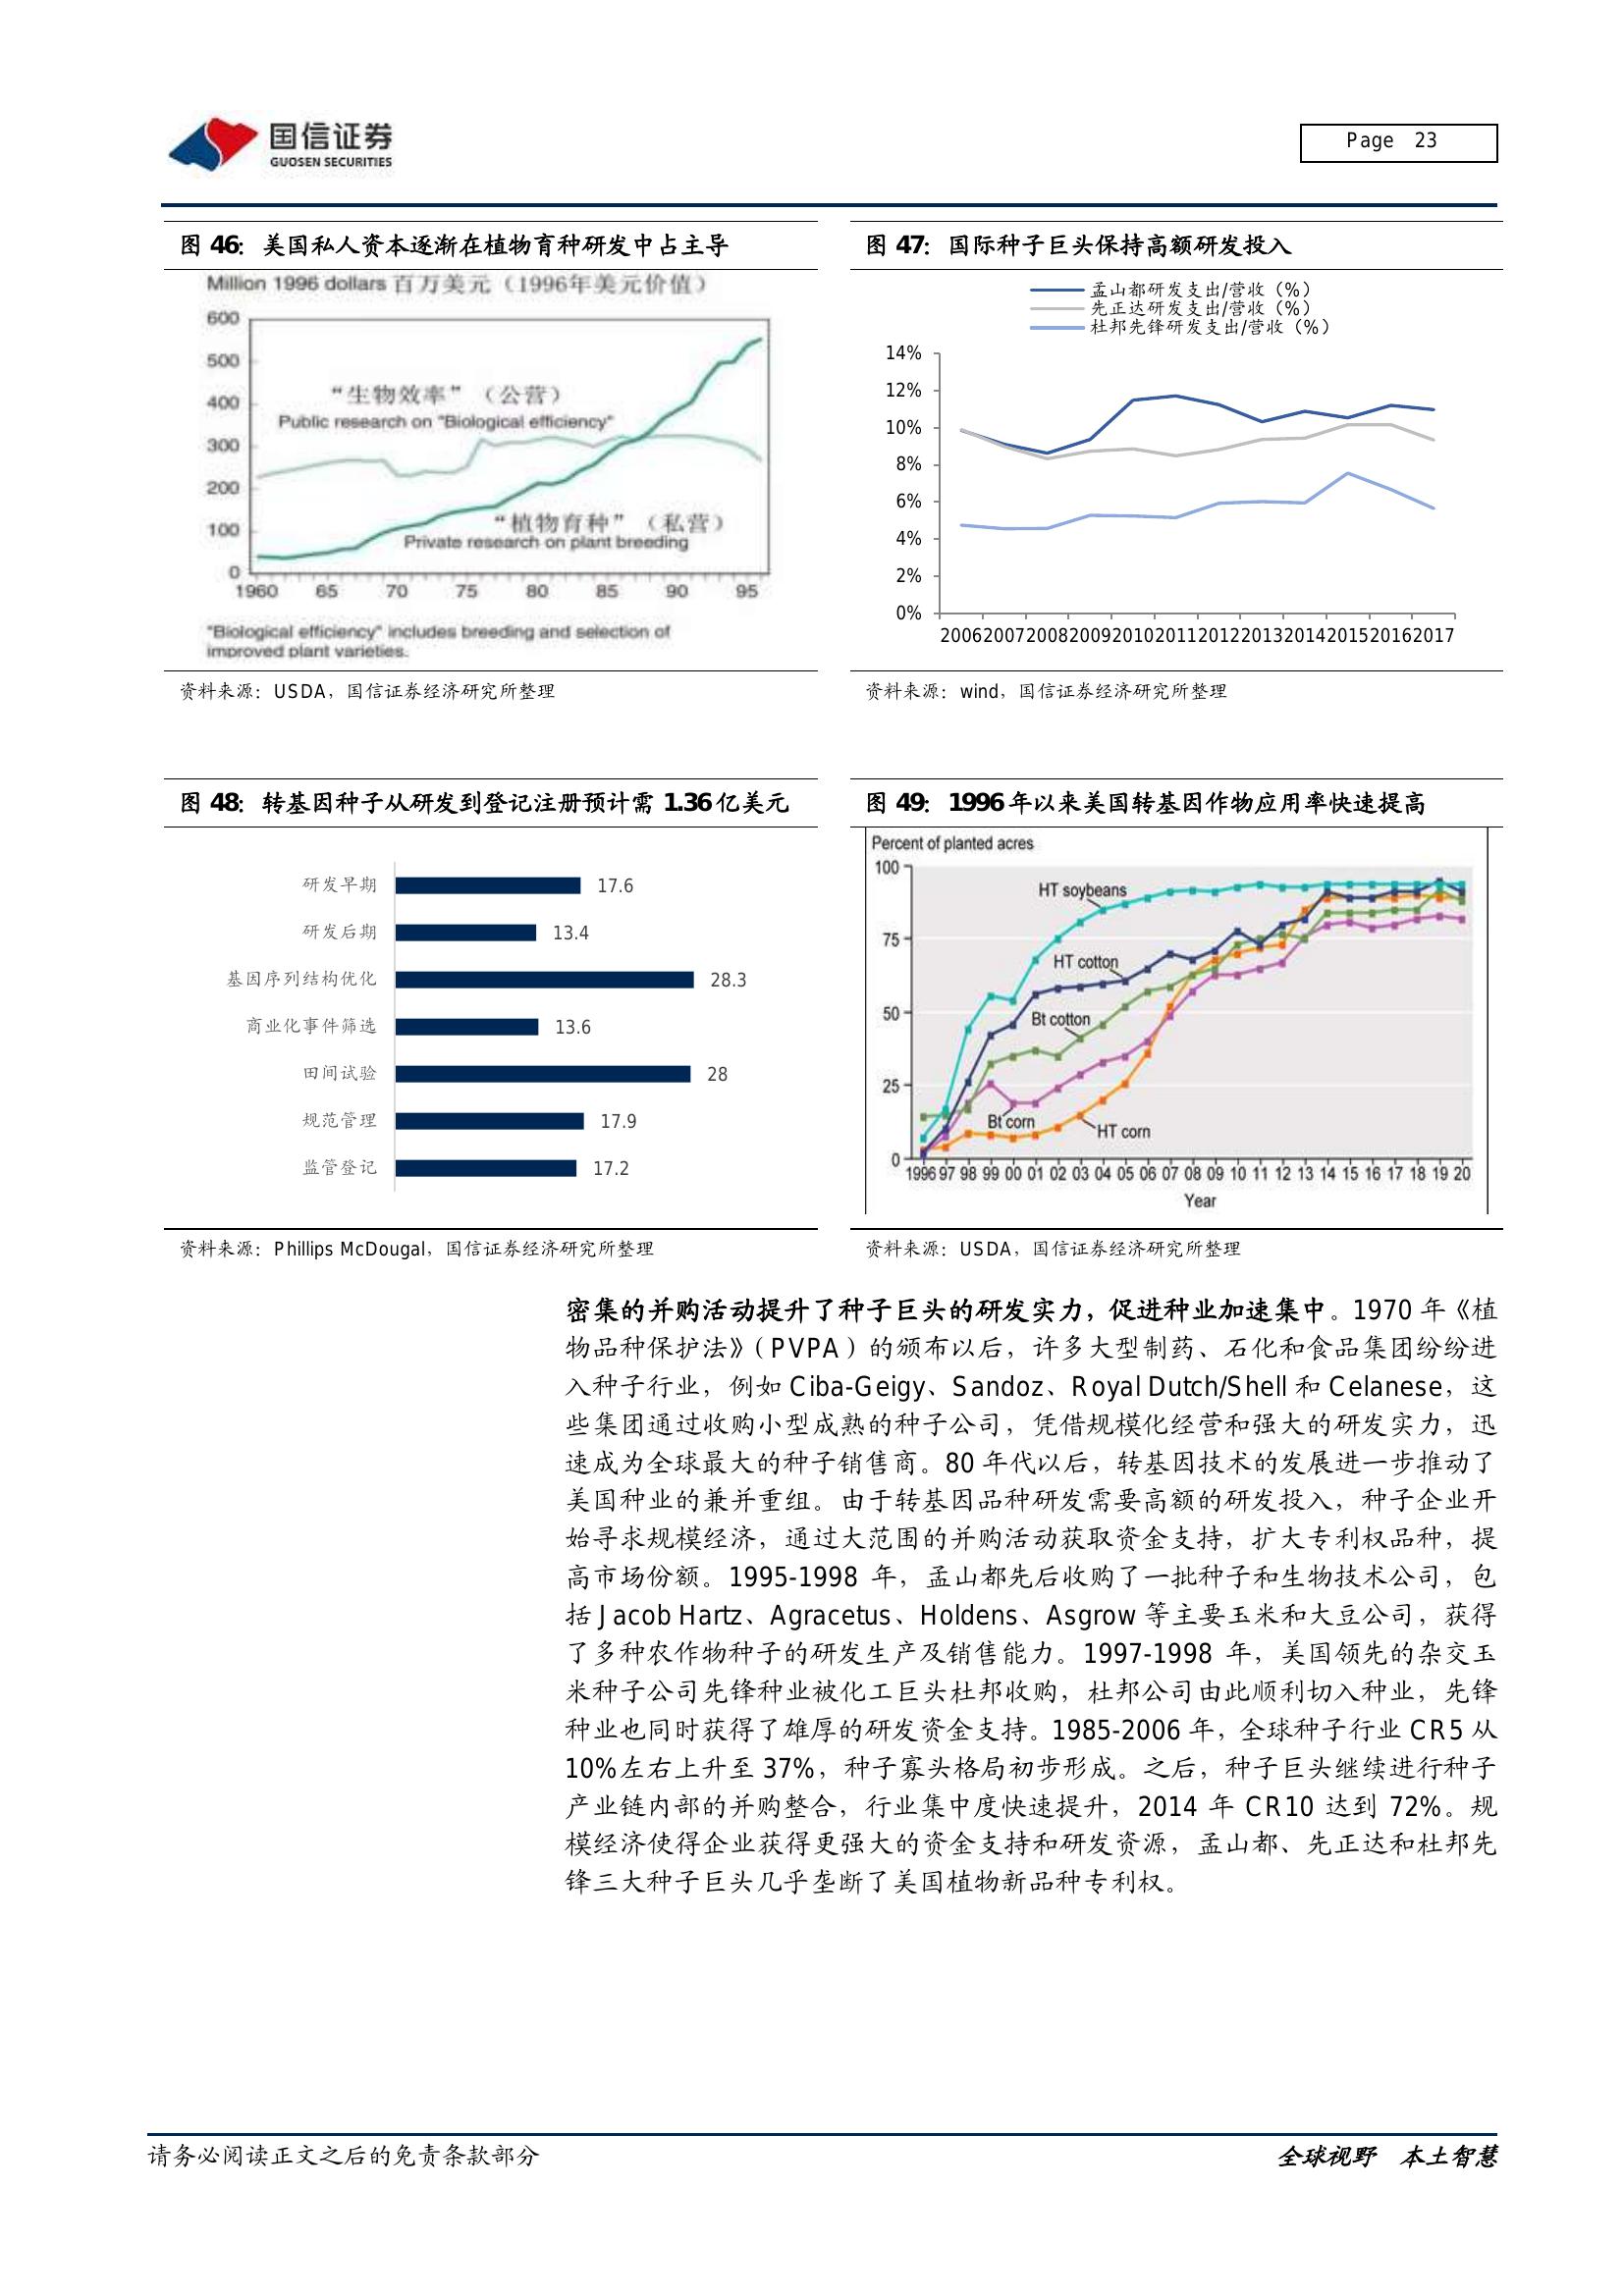 国信证券
GUOSEN SECURITIES
Page 23
图 46：美国私人资本逐渐在植物育种研发中占主导
Million 1996 dollars 百万美元（1996年美元价值）
600
500
400
300
200
100
0
“生物效率”（公营）
Public research on "Biological efficiency"
“植物育种”（私营）
Private research on plant breeding
1960 65 70 75 80 85 90 95
"Biological efficiency" includes breeding and selection of
improved plant varieties.
资料来源：USDA，国信证券经济研究所整理
图 47：国际种子巨头保持高额研发投入
孟山都研发支出/营收（%）
先正达研发支出/营收（%）
杜邦先锋研发支出/营收（%）
14%
12%
10%
8%
6%
4%
2%
0%
2006 2007 2008 2009 2010 2011 2012 2013 2014 2015 2016 2017
资料来源：wind，国信证券经济研究所整理
图 48：转基因种子从研发到登记注册预计需 1.36 亿美元
研发早期 17.6
研发后期 13.4
基因序列结构优化 28.3
商业化事件筛选 13.6
田间试验 28
规范管理 17.9
监管登记 17.2
资料来源：Phillips McDougal，国信证券经济研究所整理
图 49：1996 年以来美国转基因作物应用率快速提高
Percent of planted acres
100
75
50
25
0
HT soybeans
HT cotton
Bt cotton
Bt corn
HT corn
1996 97 98 99 00 01 02 03 04 05 06 07 08 09 10 11 12 13 14 15 16 17 18 19 20
Year
资料来源：USDA，国信证券经济研究所整理
密集的并购活动提升了种子巨头的研发实力，促进种业加速集中。1970 年《植
物品种保护法》（PVPA）的颁布以后，许多大型制药、石化和食品集团纷纷进
入种子行业，例如 Ciba-Geigy、Sandoz、Royal Dutch/Shell 和 Celanese，这
些集团通过收购小型成熟的种子公司，凭借规模化经营和强大的研发实力，迅
速成为全球最大的种子销售商。80 年代以后，转基因技术的发展进一步推动了
美国种业的兼并重组。由于转基因品种研发需要高额的研发投入，种子企业开
始寻求规模经济，通过大范围的并购活动获取资金支持，扩大专利权品种，提
高市场份额。1995-1998 年，孟山都先后收购了一批种子和生物技术公司，包
括 Jacob Hartz、Agracetus、Holdens、Asgrow 等主要玉米和大豆公司，获得
了多种农作物种子的研发生产及销售能力。1997-1998 年，美国领先的杂交玉
米种子公司先锋种业被化工巨头杜邦收购，杜邦公司由此顺利切入种业，先锋
种业也同时获得了雄厚的研发资金支持。1985-2006 年，全球种子行业 CR5 从
10%左右上升至 37%，种子寡头格局初步形成。之后，种子巨头继续进行种子
产业链内部的并购整合，行业集中度快速提升，2014 年 CR10 达到 72%。规
模经济使得企业获得更强大的资金支持和研发资源，孟山都、先正达和杜邦先
锋三大种子巨头几乎垄断了美国植物新品种专利权。
请务必阅读正文之后的免责条款部分
全球视野 本土智慧